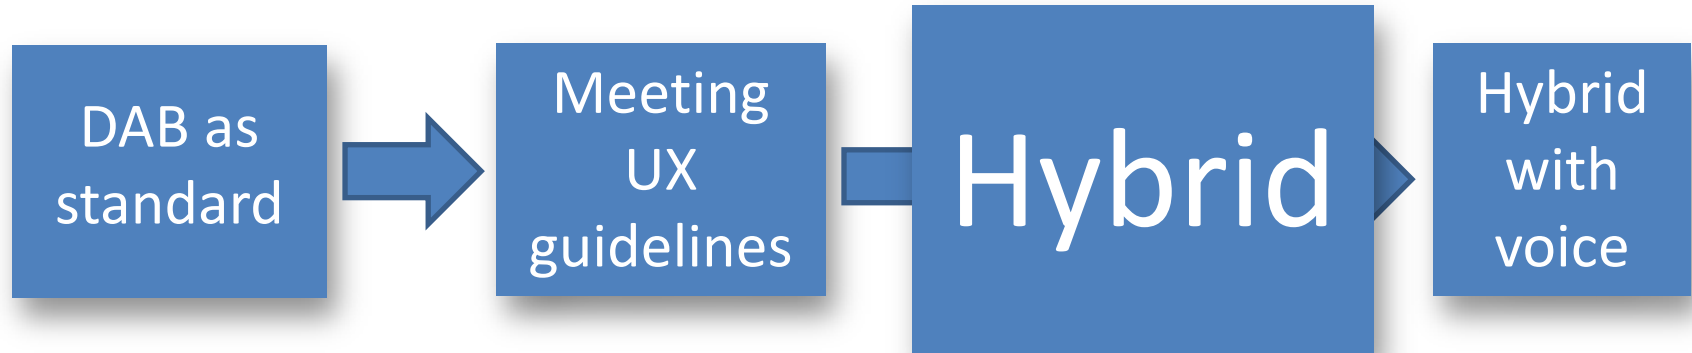 DAB as
standard
Meeting
UX
guidelines
Hybrid
Hybrid
with
voice